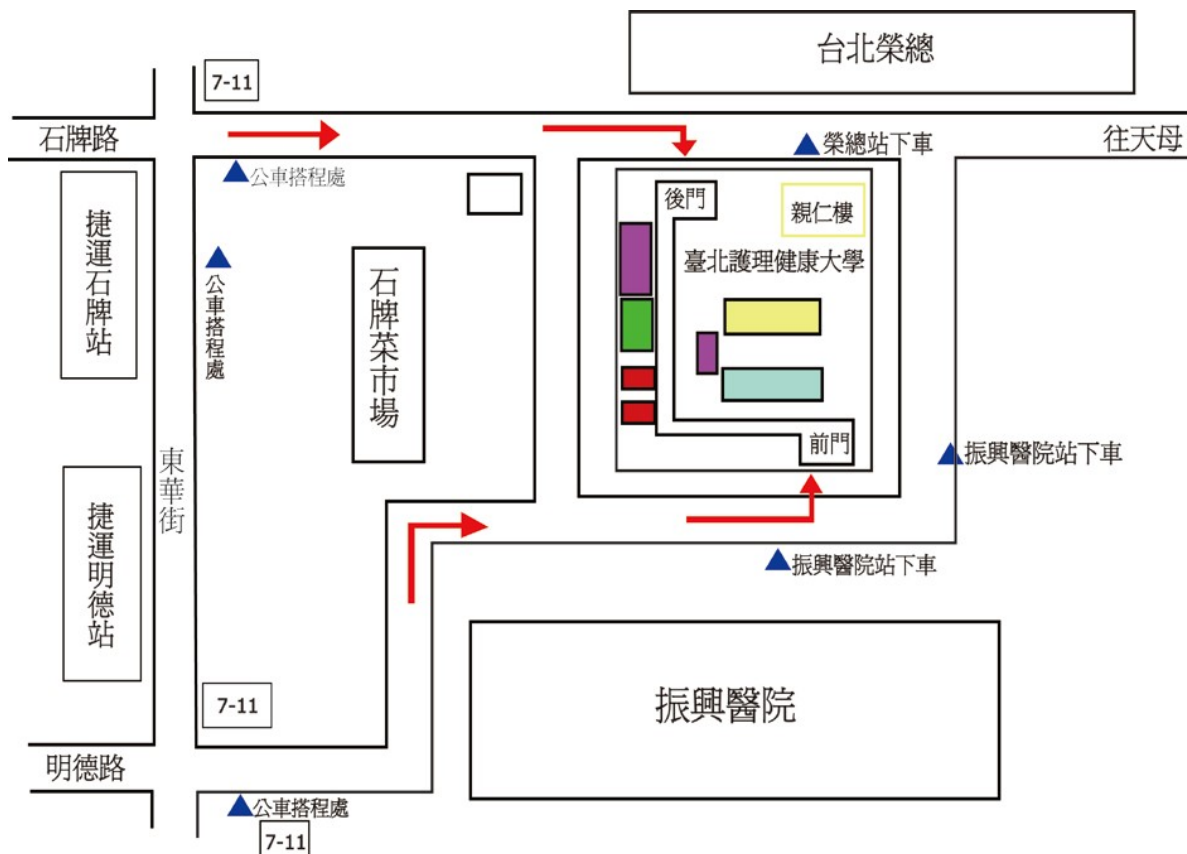 台北榮總
7-11
石牌路
榮總站下車
往天母
公車搭程處
後門
親仁樓
捷運石牌站
公車搭程處
石牌菜市場
臺北護理健康大學
前門
振興醫院站下車
東華街
捷運明德站
振興醫院站下車
7-11
振興醫院
明德路
公車搭程處
7-11